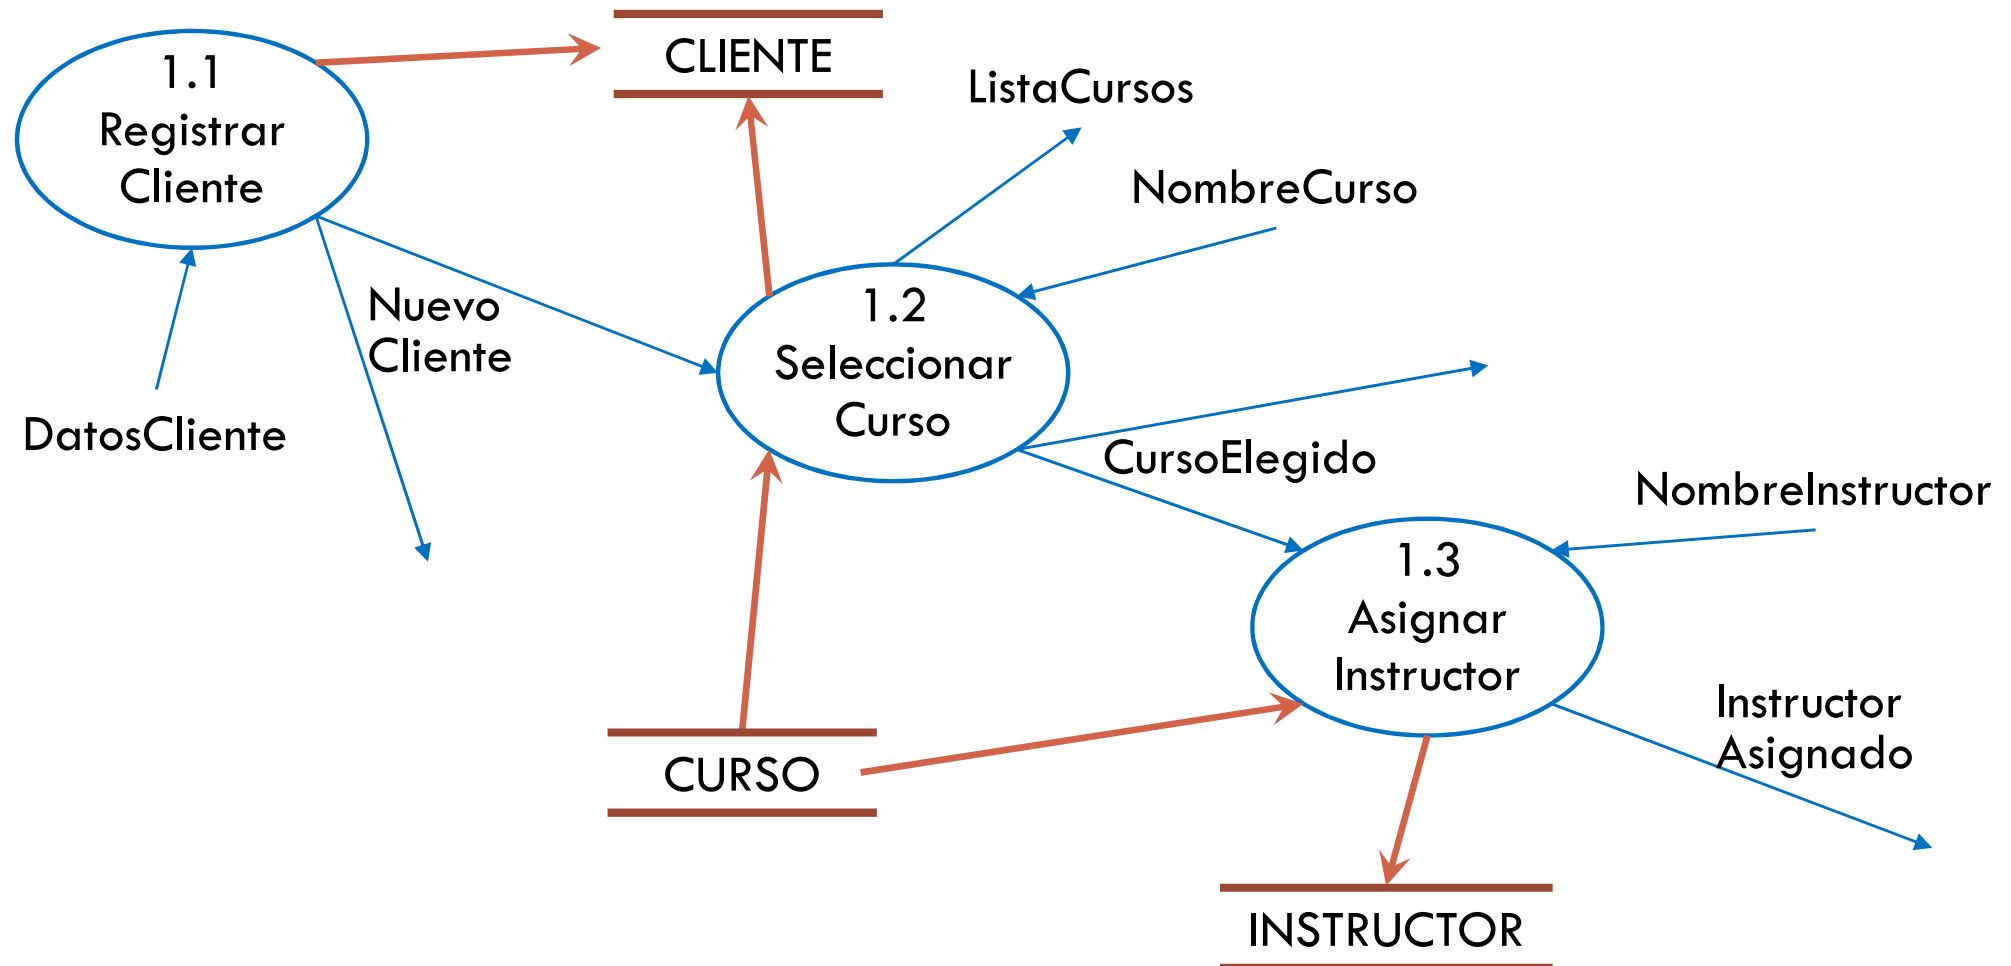 1.1
Registrar
Cliente
CLIENTE
ListaCursos
NombreCurso
Nuevo
Cliente
DatosCliente
1.2
Seleccionar
Curso
CursoElegido
NombreInstructor
1.3
Asignar
Instructor
Instructor
Asignado
CURSO
INSTRUCTOR